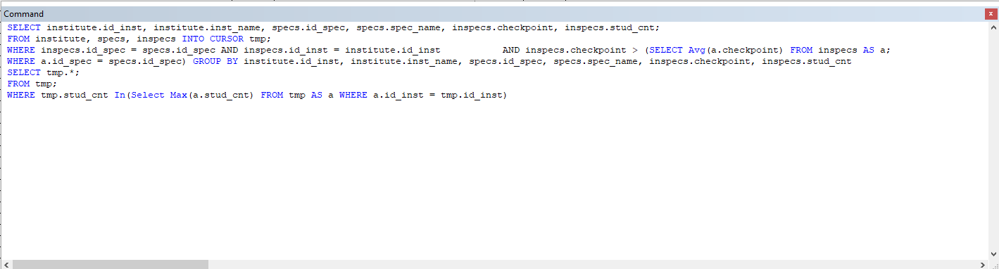 Command
SELECT institute.id_inst, institute.inst_name, specs.id_spec, specs.spec_name, inspecs.checkpoint, inspecs.stud_cnt;
FROM institute, specs, inspecs INTO CURSOR tmp;
WHERE inspecs.id_spec = specs.id_spec AND inspecs.id_inst = institute.id_inst           AND inspecs.checkpoint > (SELECT Avg(a.checkpoint) FROM inspecs AS a;
WHERE a.id_spec = specs.id_spec) GROUP BY institute.id_inst, institute.inst_name, specs.id_spec, specs.spec_name, inspecs.checkpoint, inspecs.stud_cnt
SELECT tmp.*;
FROM tmp;
WHERE tmp.stud_cnt In(Select Max(a.stud_cnt) FROM tmp AS a WHERE a.id_inst = tmp.id_inst)